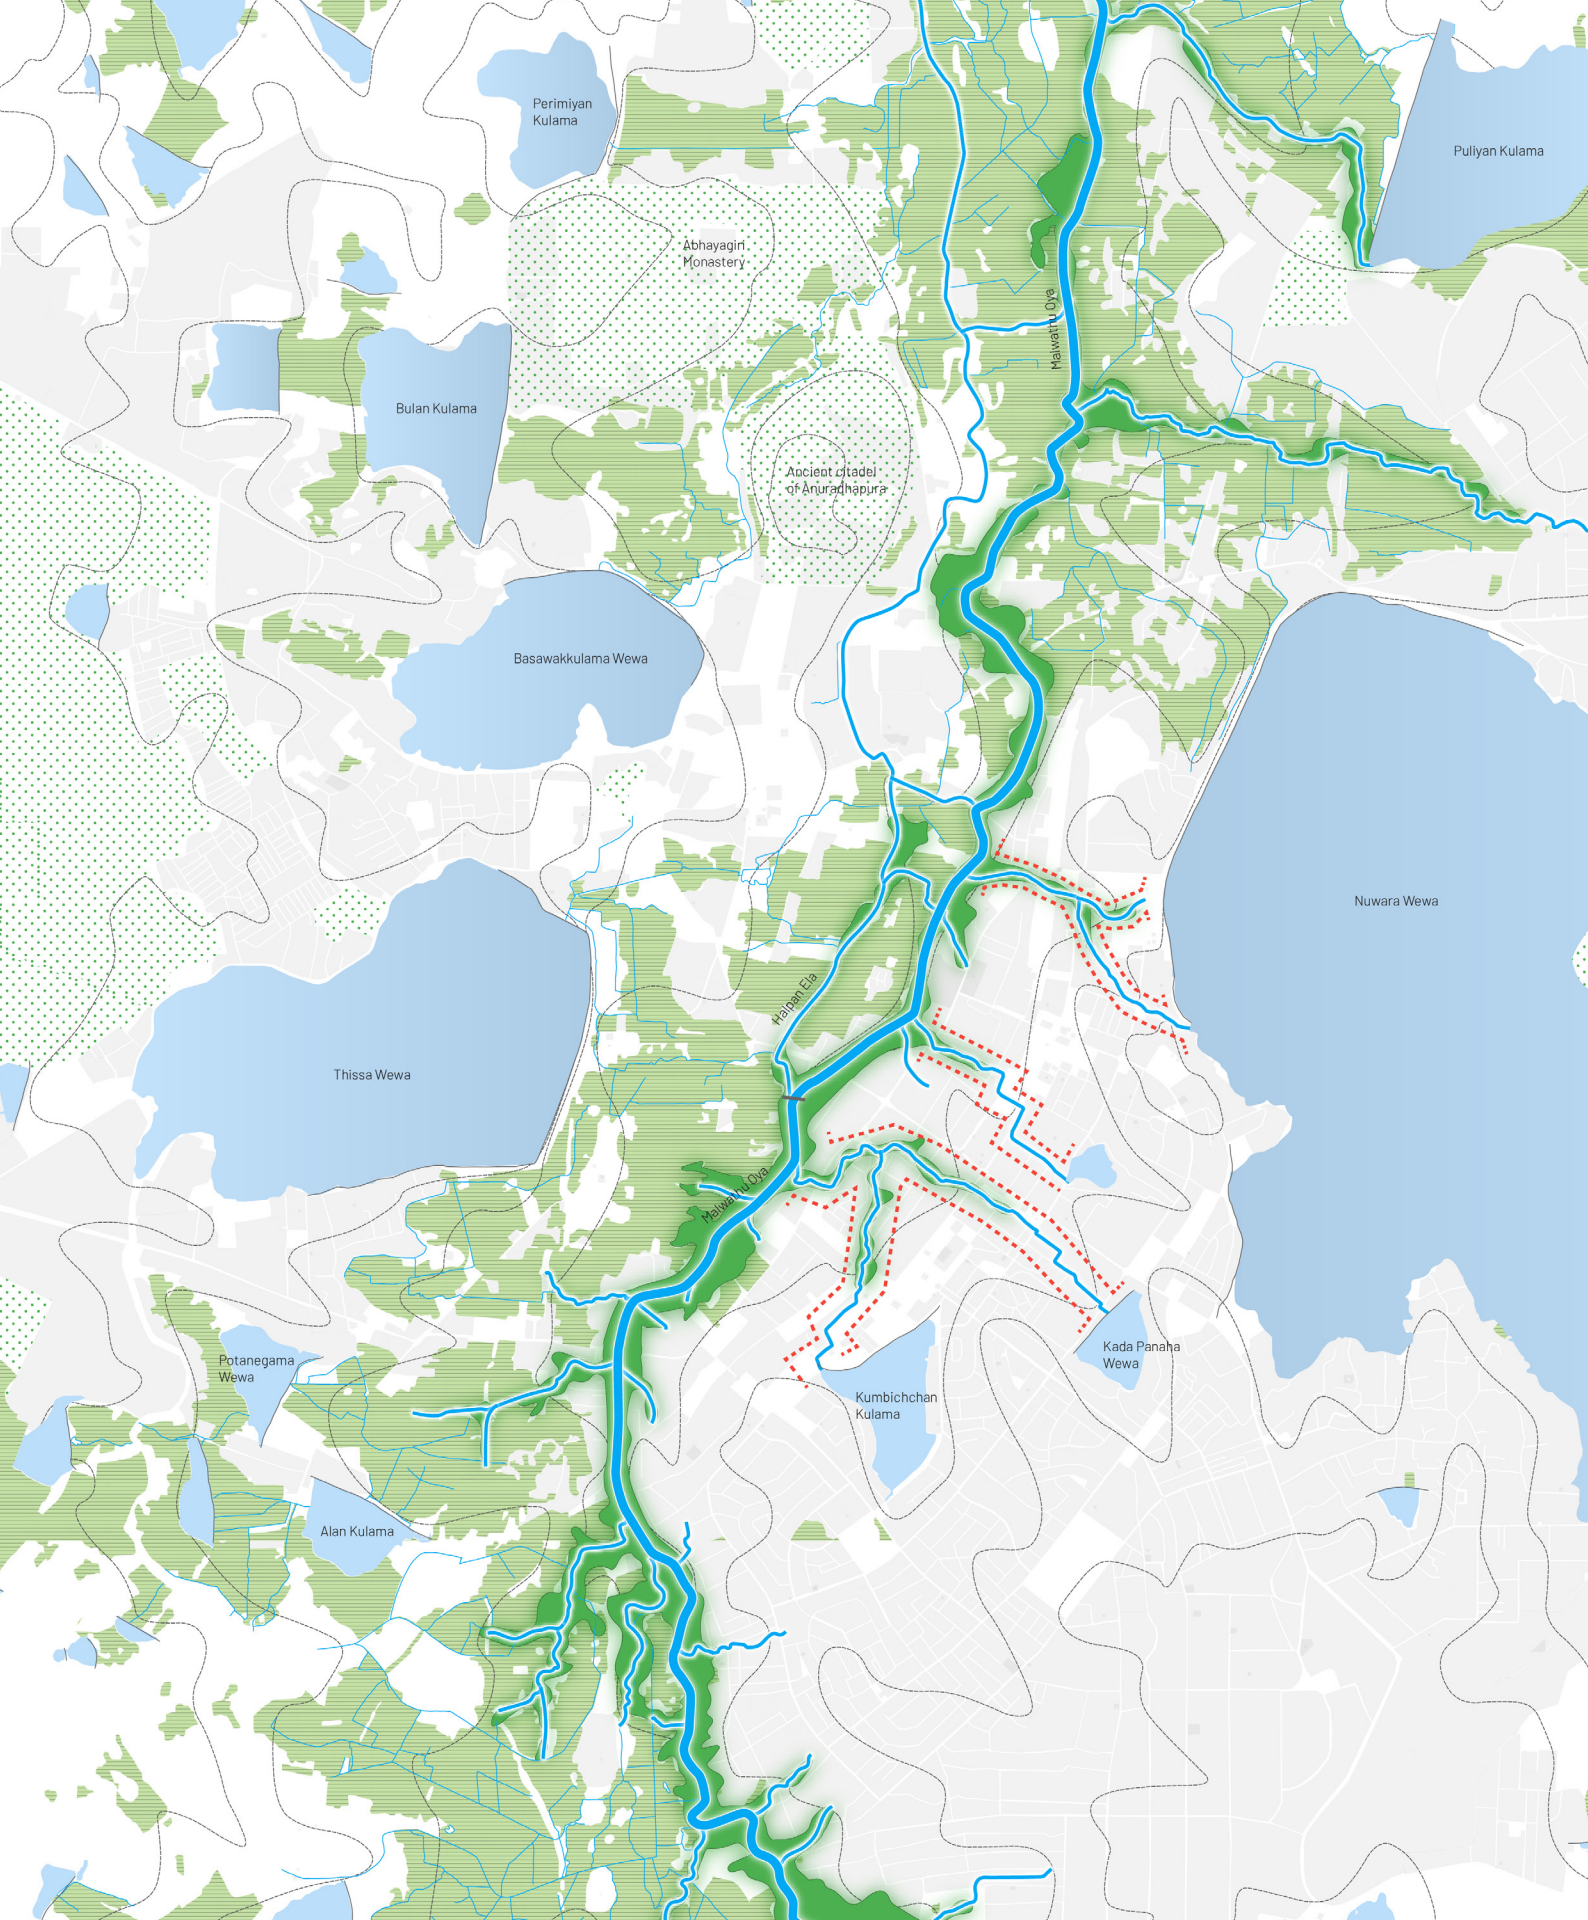 Perimiyan
Kulama
Puliyan Kulama
Abhayagiri
Monastery
Malwathu Oya
Bulan Kulama
Ancient citadel
of Anuradhapura
Basawakkulama Wewa
Nuwara Wewa
Halpan Ela
Thissa Wewa
Malwathu Oya
Potanegama
Wewa
Kada Panaha
Wewa
Kumbichchan
Kulama
Alan Kulama